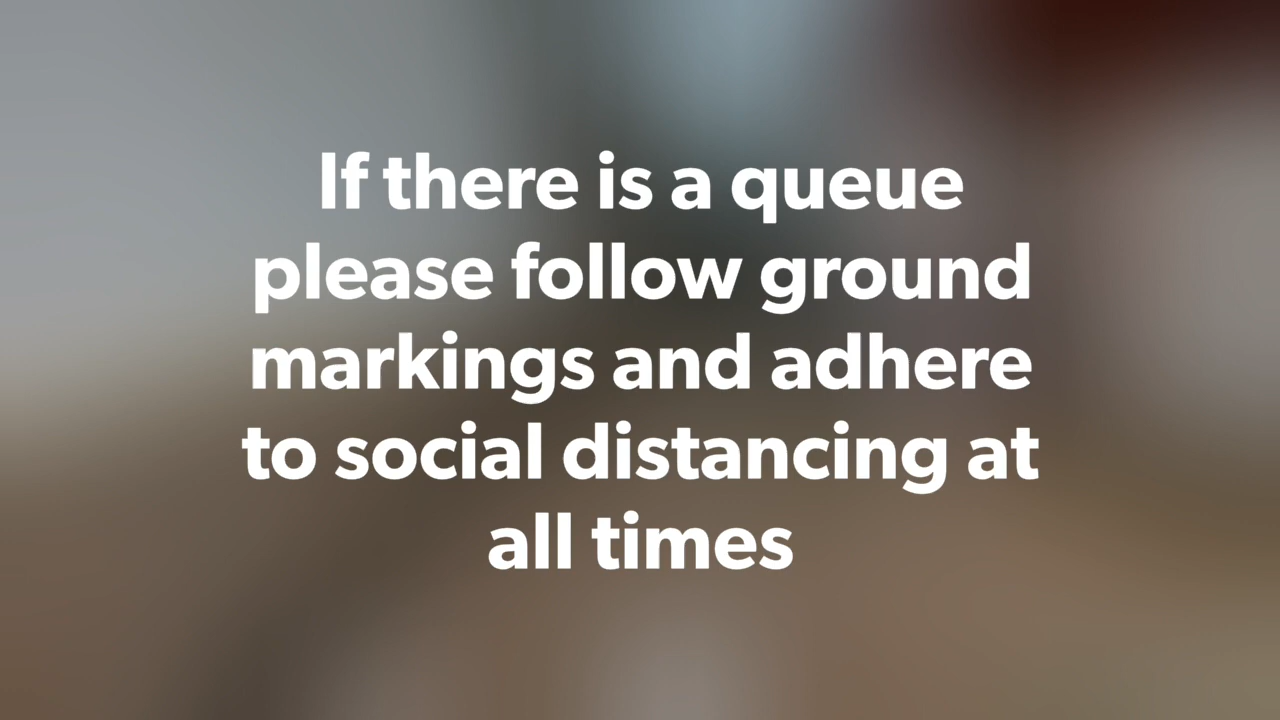 If there is a queue
please follow ground
markings and adhere
to social distancing at
all times